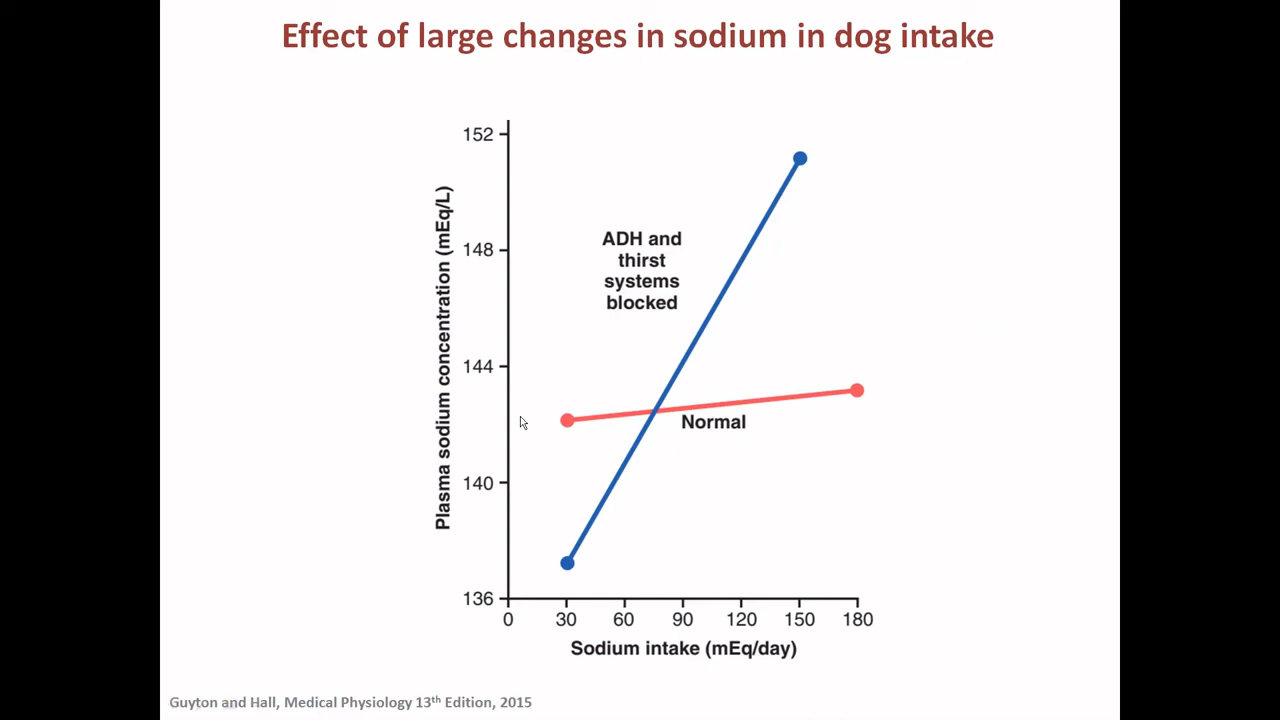 Effect of large changes in sodium in dog intake
152
148
144
140
136
Plasma sodium concentration (mEq/L)
ADH and
thirst
systems
blocked
Normal
0 30 60 90 120 150 180
Sodium intake (mEq/day)
Guyton and Hall, Medical Physiology 13th Edition, 2015